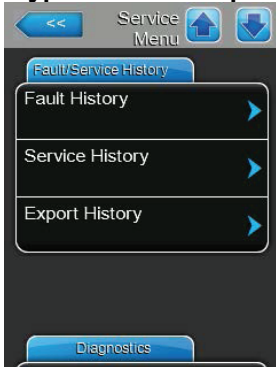 <<
Service
Menu
Fault/Service History
Fault History
Service History
Export History
Diagnostics